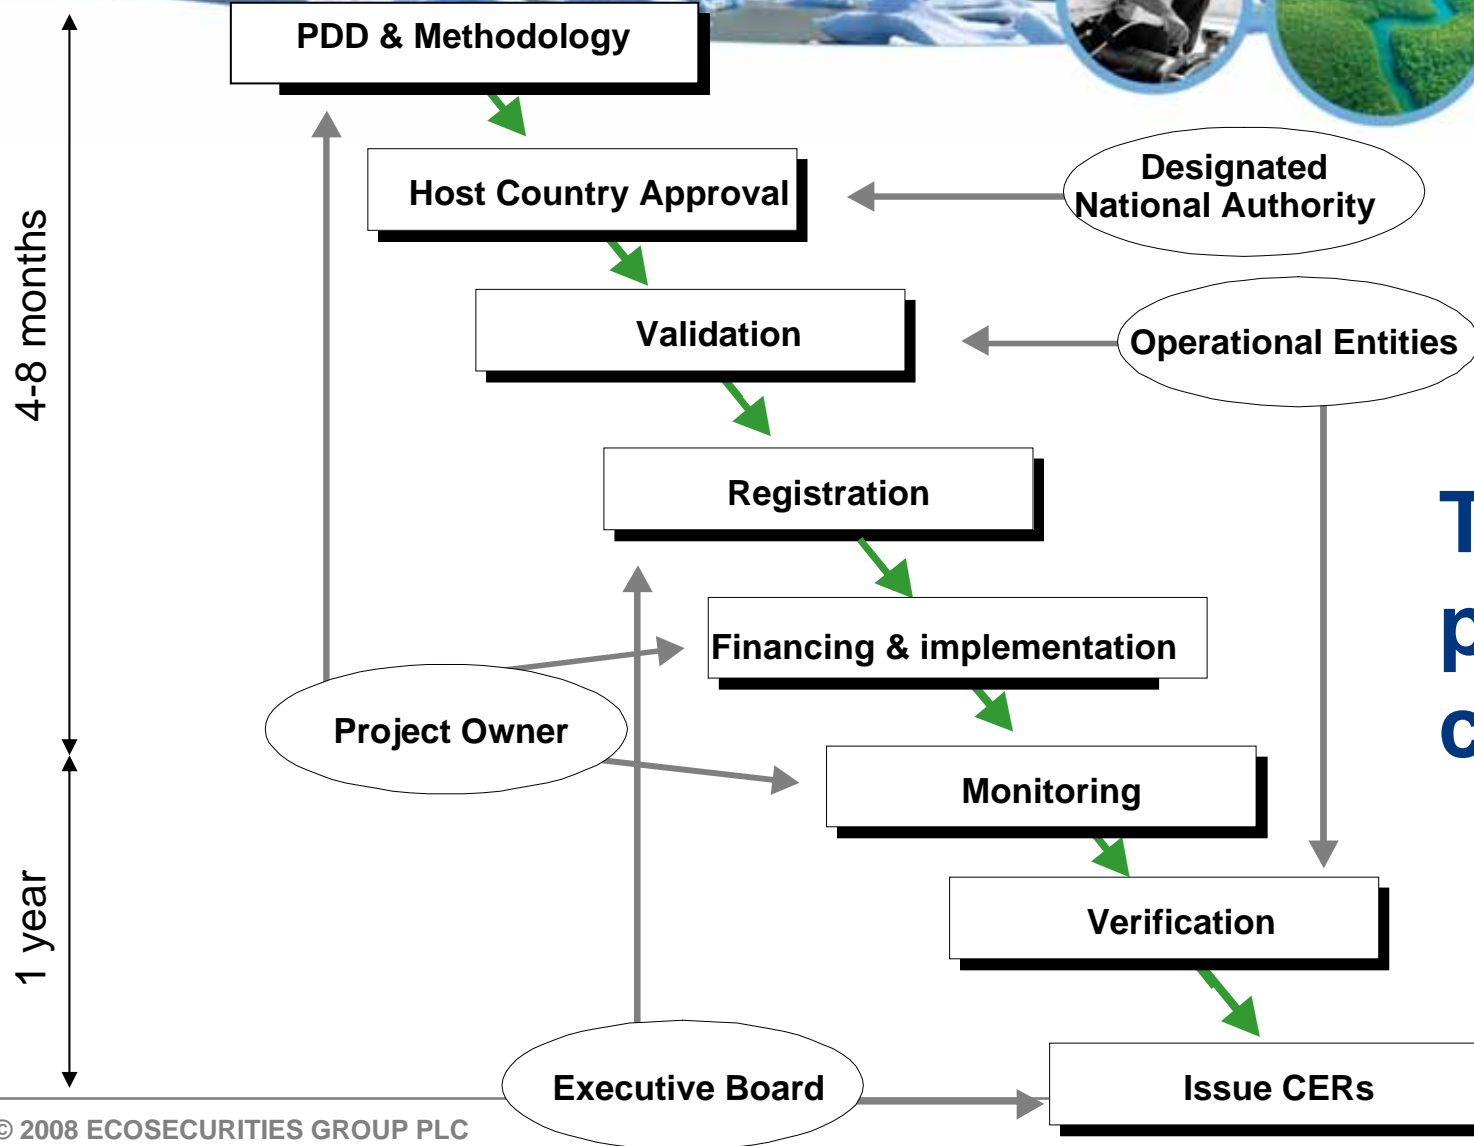 PDD & Methodology
Host Country Approval
Designated
National Authority
4-8 months
Validation
Operational Entities
Registration
T
p
c
Financing & implementation
Project Owner
Monitoring
1 year
Verification
Executive Board
Issue CERs
© 2008 ECOSECURITIES GROUP PLC